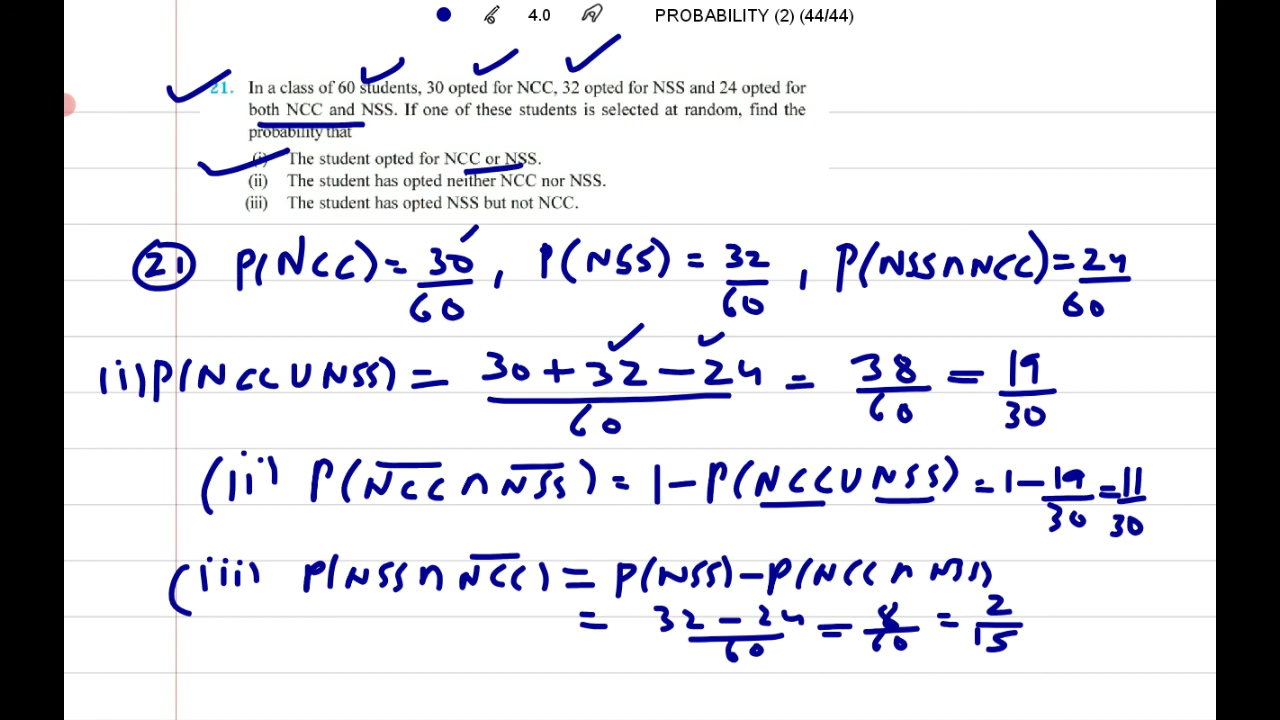 4.0 PROBABILITY (2) (44/44)
21. In a class of 60 students, 30 opted for NCC, 32 opted for NSS and 24 opted for
both NCC and NSS. If one of these students is selected at random, find the
probability that
(i) The student opted for NCC or NSS.
(ii) The student has opted neither NCC nor NSS.
(iii) The student has opted NSS but not NCC.
(21) P(NCC) = 30/60 , P(NSS) = 32/60 , P(NSS∩NCC) = 24/60
(i) P(NCC∪NSS) = (30 + 32 − 24)/60 = 38/60 = 19/30
(ii) P(N̅C̅C̅ ∩ N̅S̅S̅) = 1 − P(NCC∪NSS) = 1 − 19/30 = 11/30
(iii) P(NSS∩N̅C̅C̅) = P(NSS) − P(NCC∩NSS)
= (32 − 24)/60 = 8/60 = 2/15